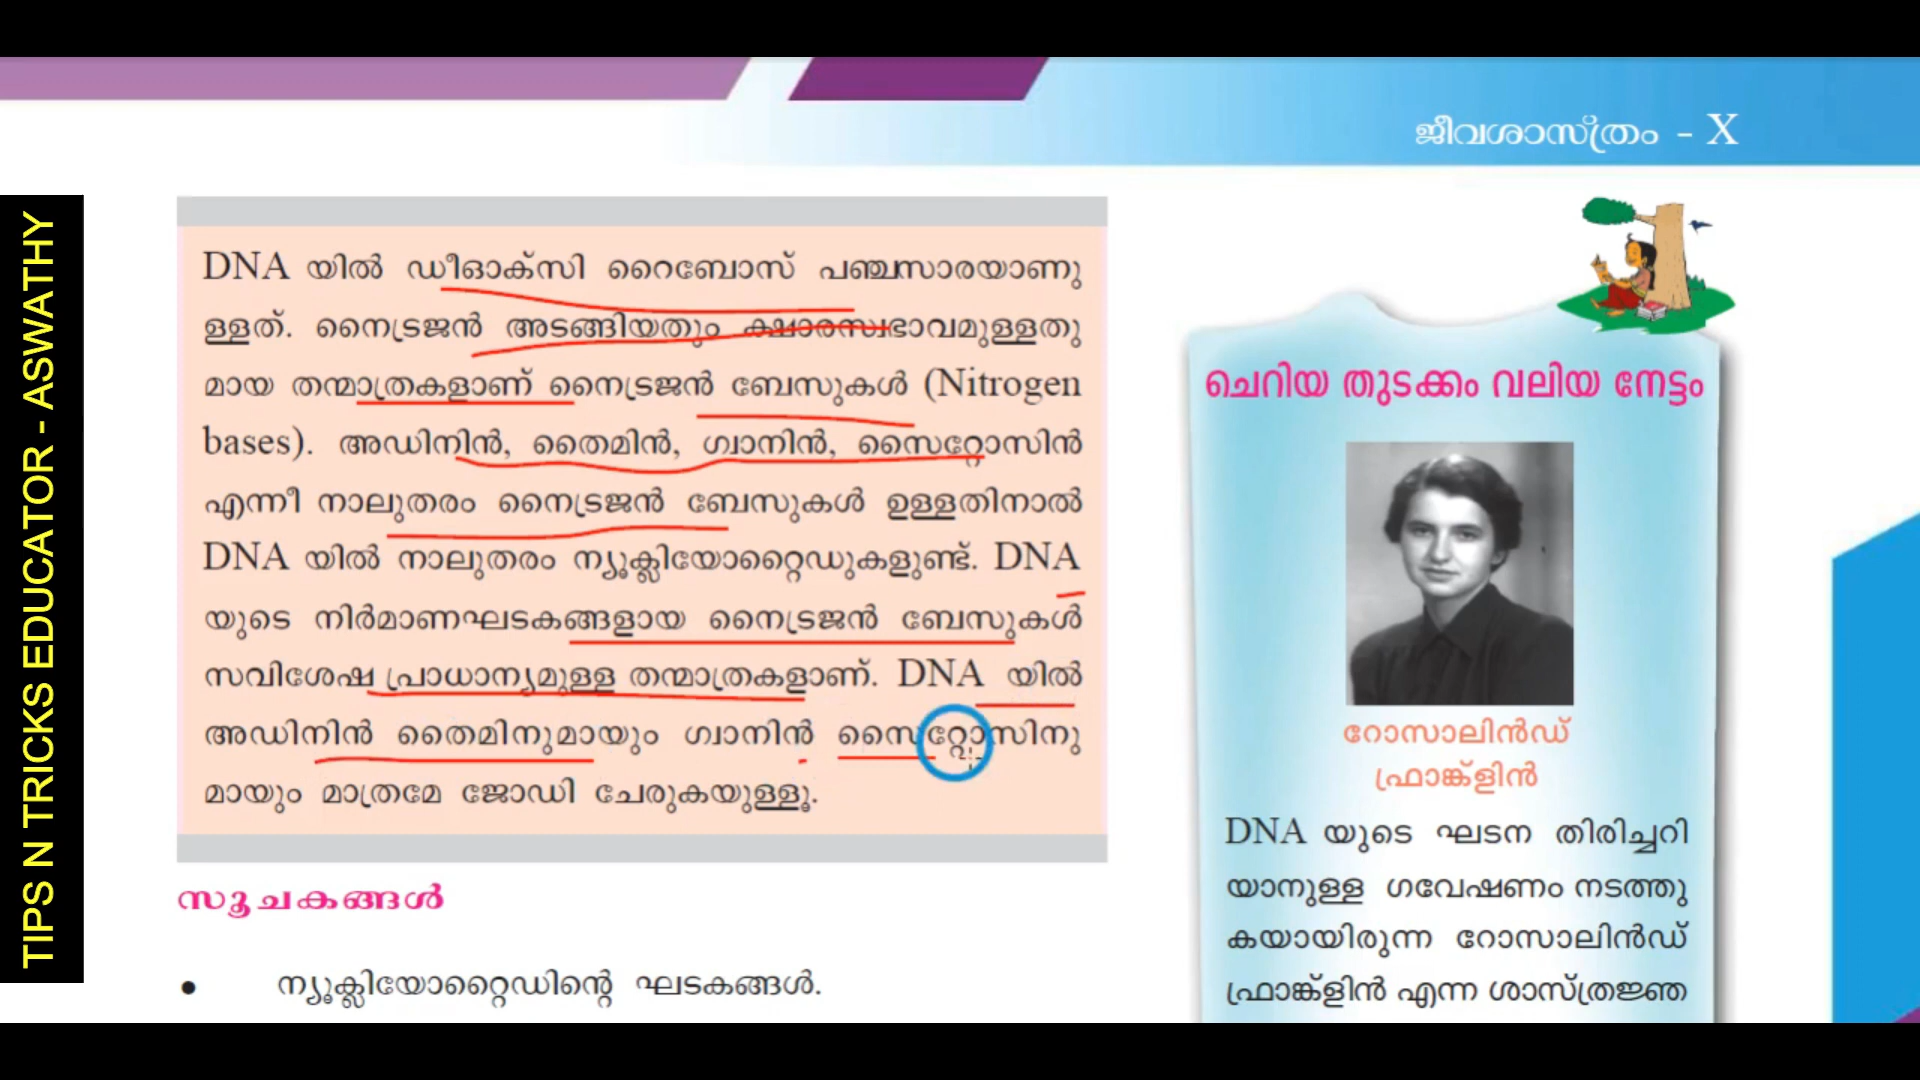 ജീവശാസ്ത്രം - X
TIPS N TRICKS EDUCATOR - ASWATHY
DNA യിൽ ഡീഓക്സി റൈബോസ് പഞ്ചസാരയാണു
ള്ളത്. നൈട്രജൻ അടങ്ങിയതും ക്ഷാരസ്വഭാവമുള്ളതു
മായ തന്മാത്രകളാണ് നൈട്രജൻ ബേസുകൾ (Nitrogen
bases). അഡിനിൻ, തൈമിൻ, ഗ്വാനിൻ, സൈറ്റോസിൻ
എന്നീ നാലുതരം നൈട്രജൻ ബേസുകൾ ഉള്ളതിനാൽ
DNA യിൽ നാലുതരം ന്യൂക്ലിയോറ്റൈഡുകളുണ്ട്. DNA
യുടെ നിർമാണഘടകങ്ങളായ നൈട്രജൻ ബേസുകൾ
സവിശേഷ പ്രാധാന്യമുള്ള തന്മാത്രകളാണ്. DNA യിൽ
അഡിനിൻ തൈമിനുമായും ഗ്വാനിൻ സൈറ്റോസിനു
മായും മാത്രമേ ജോഡി ചേരുകയുള്ളൂ.
സൂചകങ്ങൾ
• ന്യൂക്ലിയോറ്റൈഡിന്റെ ഘടകങ്ങൾ.
ചെറിയ തുടക്കം വലിയ നേട്ടം
റോസാലിൻഡ്
ഫ്രാങ്ക്ളിൻ
DNA യുടെ ഘടന തിരിച്ചറി
യാനുള്ള ഗവേഷണം നടത്തു
കയായിരുന്ന റോസാലിൻഡ്
ഫ്രാങ്ക്ളിൻ എന്ന ശാസ്ത്രജ്ഞ